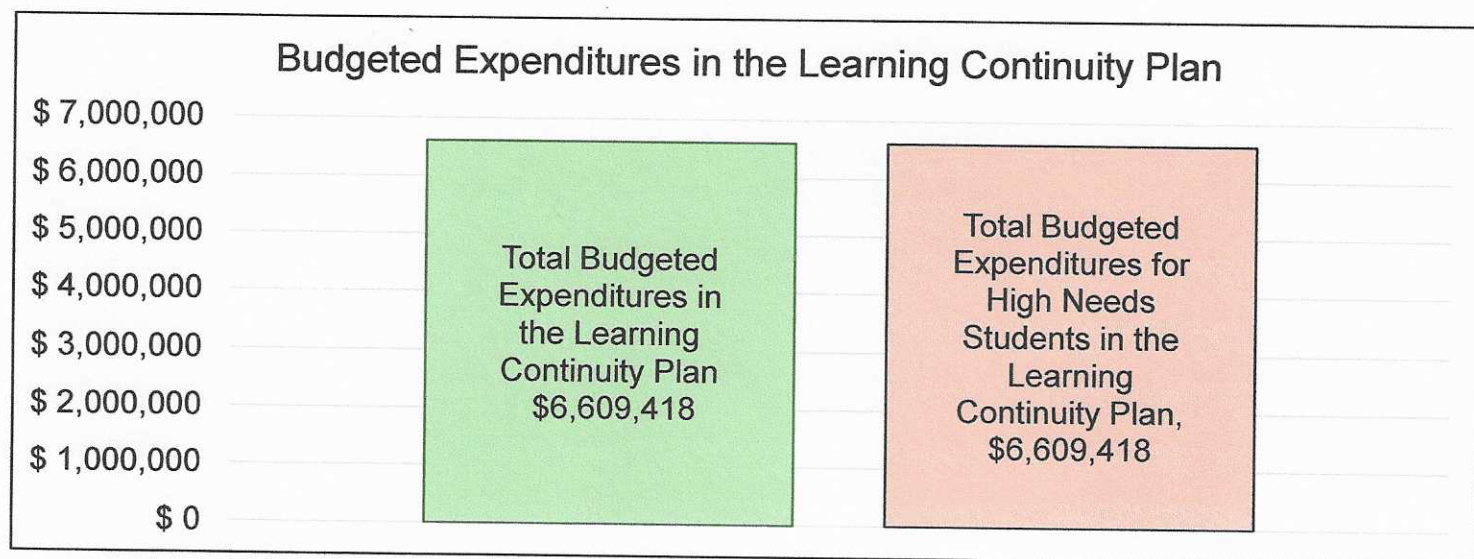 Budgeted Expenditures in the Learning Continuity Plan
$ 7,000,000
$ 6,000,000
$ 5,000,000
$ 4,000,000
$ 3,000,000
$ 2,000,000
$ 1,000,000
$ 0
Total Budgeted
Expenditures in
the Learning
Continuity Plan
$6,609,418
Total Budgeted
Expenditures for
High Needs
Students in the
Learning
Continuity Plan,
$6,609,418